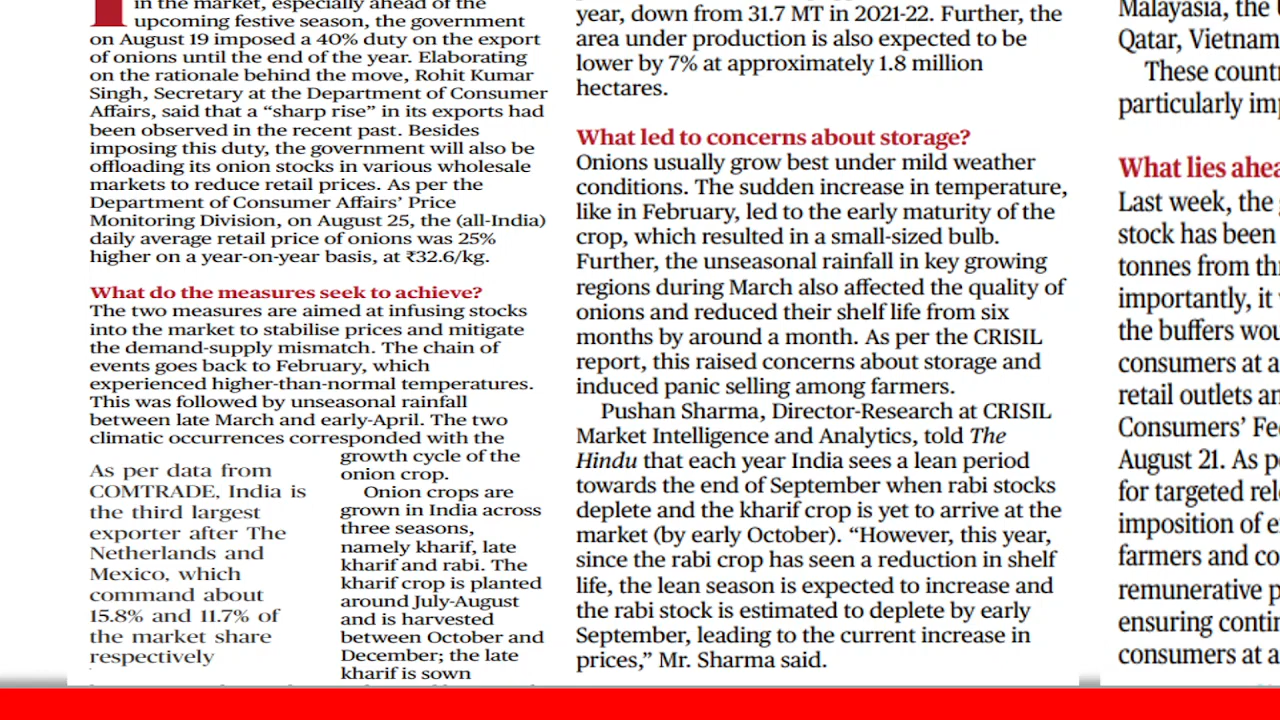 in the market, especially ahead of the
upcoming festive season, the government
on August 19 imposed a 40% duty on the export
of onions until the end of the year. Elaborating
on the rationale behind the move, Rohit Kumar
Singh, Secretary at the Department of Consumer
Affairs, said that a “sharp rise” in its exports had
been observed in the recent past. Besides
imposing this duty, the government will also be
offloading its onion stocks in various wholesale
markets to reduce retail prices. As per the
Department of Consumer Affairs’ Price
Monitoring Division, on August 25, the (all-India)
daily average retail price of onions was 25%
higher on a year-on-year basis, at ₹32.6/kg.
What do the measures seek to achieve?
The two measures are aimed at infusing stocks
into the market to stabilise prices and mitigate
the demand-supply mismatch. The chain of
events goes back to February, which
experienced higher-than-normal temperatures.
This was followed by unseasonal rainfall
between late March and early-April. The two
climatic occurrences corresponded with the
growth cycle of the
onion crop.
Onion crops are
grown in India across
three seasons,
namely kharif, late
kharif and rabi. The
kharif crop is planted
around July-August
and is harvested
between October and
December; the late
kharif is sown
As per data from
COMTRADE, India is
the third largest
exporter after The
Netherlands and
Mexico, which
command about
15.8% and 11.7% of
the market share
respectively
year, down from 31.7 MT in 2021-22. Further, the
area under production is also expected to be
lower by 7% at approximately 1.8 million
hectares.
What led to concerns about storage?
Onions usually grow best under mild weather
conditions. The sudden increase in temperature,
like in February, led to the early maturity of the
crop, which resulted in a small-sized bulb.
Further, the unseasonal rainfall in key growing
regions during March also affected the quality of
onions and reduced their shelf life from six
months by around a month. As per the CRISIL
report, this raised concerns about storage and
induced panic selling among farmers.
Pushan Sharma, Director-Research at CRISIL
Market Intelligence and Analytics, told The
Hindu that each year India sees a lean period
towards the end of September when rabi stocks
deplete and the kharif crop is yet to arrive at the
market (by early October). “However, this year,
since the rabi crop has seen a reduction in shelf
life, the lean season is expected to increase and
the rabi stock is estimated to deplete by early
September, leading to the current increase in
prices,” Mr. Sharma said.
Malayasia, the
Qatar, Vietnam
These count
particularly imp
What lies ahea
Last week, the
stock has been
tonnes from th
importantly, it
the buffers wou
consumers at a
retail outlets an
Consumers’ Fe
August 21. As p
for targeted rel
imposition of e
farmers and co
remunerative p
ensuring contin
consumers at a